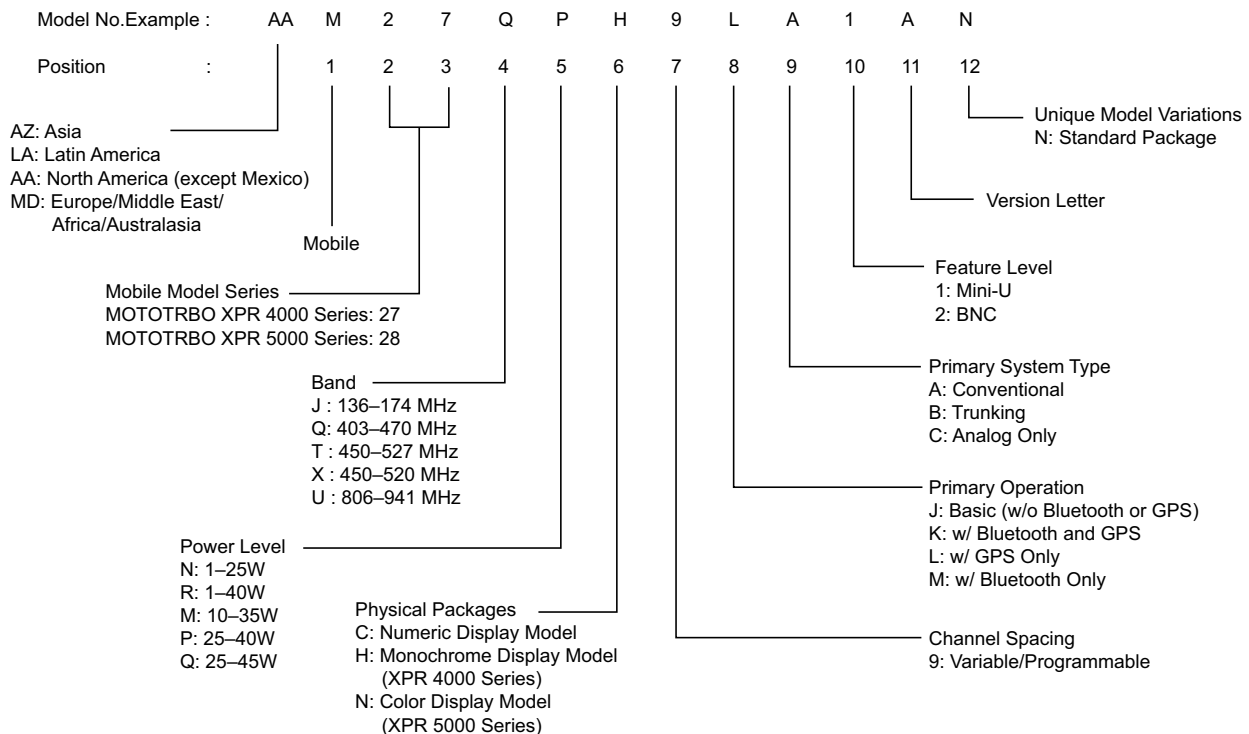 Model No.Example : AA M 2 7 Q P H 9 L A 1 A N
Position : 1 2 3 4 5 6 7 8 9 10 11 12
AZ: Asia
LA: Latin America
AA: North America (except Mexico)
MD: Europe/Middle East/
Africa/Australasia
Mobile
Mobile Model Series
MOTOTRBO XPR 4000 Series: 27
MOTOTRBO XPR 5000 Series: 28
Band
J : 136–174 MHz
Q: 403–470 MHz
T : 450–527 MHz
X : 450–520 MHz
U : 806–941 MHz
Power Level
N: 1–25W
R: 1–40W
M: 10–35W
P: 25–40W
Q: 25–45W
Physical Packages
C: Numeric Display Model
H: Monochrome Display Model
(XPR 4000 Series)
N: Color Display Model
(XPR 5000 Series)
Unique Model Variations
N: Standard Package
Version Letter
Feature Level
1: Mini-U
2: BNC
Primary System Type
A: Conventional
B: Trunking
C: Analog Only
Primary Operation
J: Basic (w/o Bluetooth or GPS)
K: w/ Bluetooth and GPS
L: w/ GPS Only
M: w/ Bluetooth Only
Channel Spacing
9: Variable/Programmable